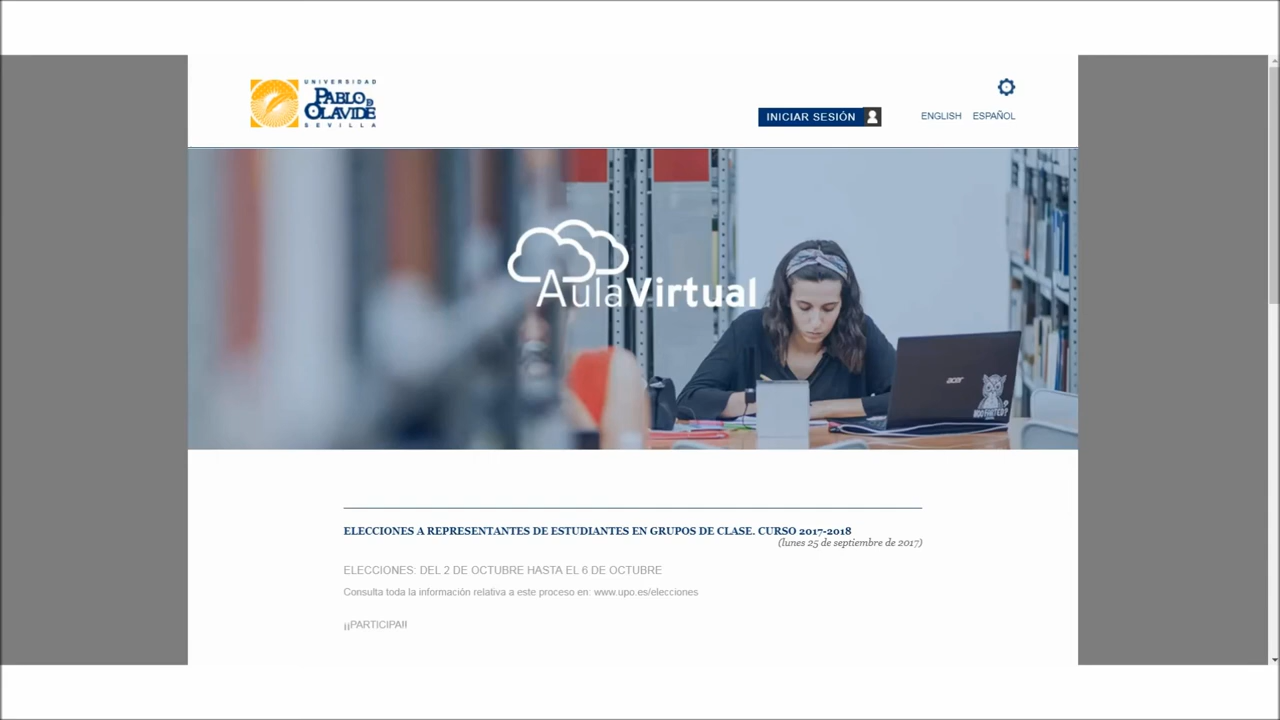 UNIVERSIDAD
PABLO DE
OLAVIDE
SEVILLA
INICIAR SESIÓN
ENGLISH
ESPAÑOL
AulaVirtual
acer
ELECCIONES A REPRESENTANTES DE ESTUDIANTES EN GRUPOS DE CLASE. CURSO 2017-2018
(lunes 25 de septiembre de 2017)
ELECCIONES: DEL 2 DE OCTUBRE HASTA EL 6 DE OCTUBRE
Consulta toda la información relativa a este proceso en: www.upo.es/elecciones
¡¡PARTICIPA!!